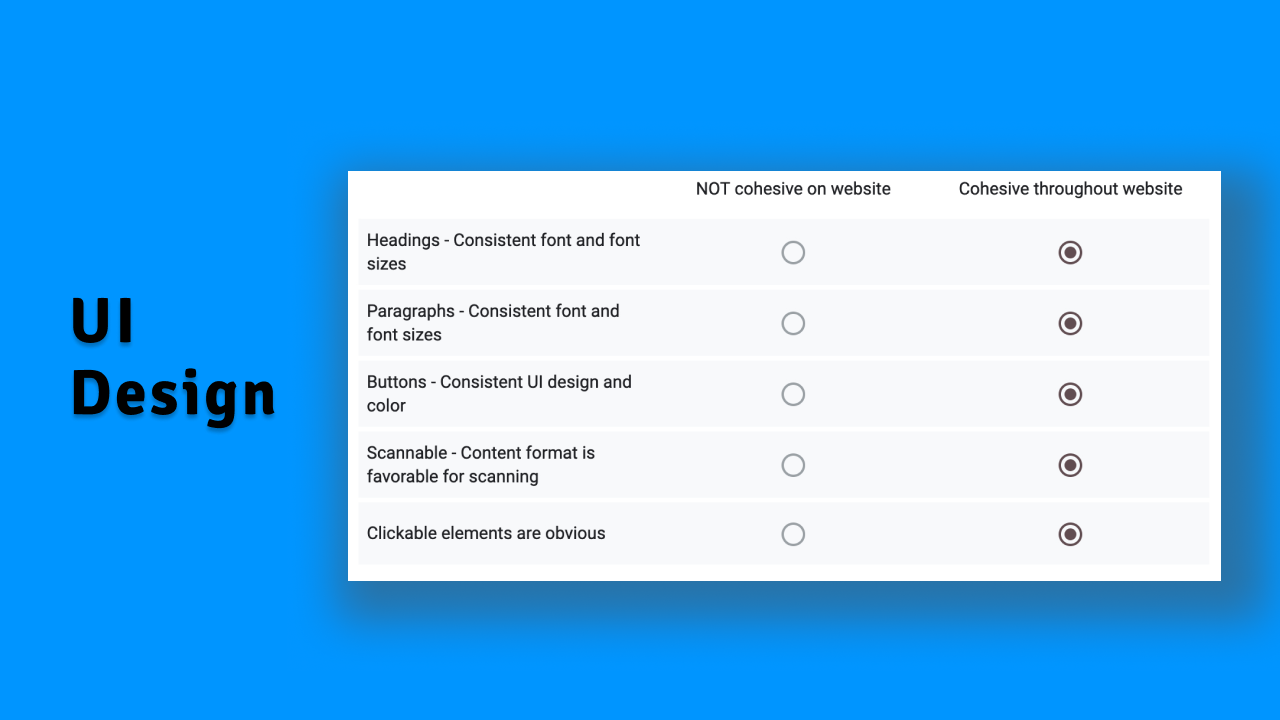 UI
Design
NOT cohesive on website
Cohesive throughout website
Headings - Consistent font and font
sizes
Paragraphs - Consistent font and
font sizes
Buttons - Consistent UI design and
color
Scannable - Content format is
favorable for scanning
Clickable elements are obvious